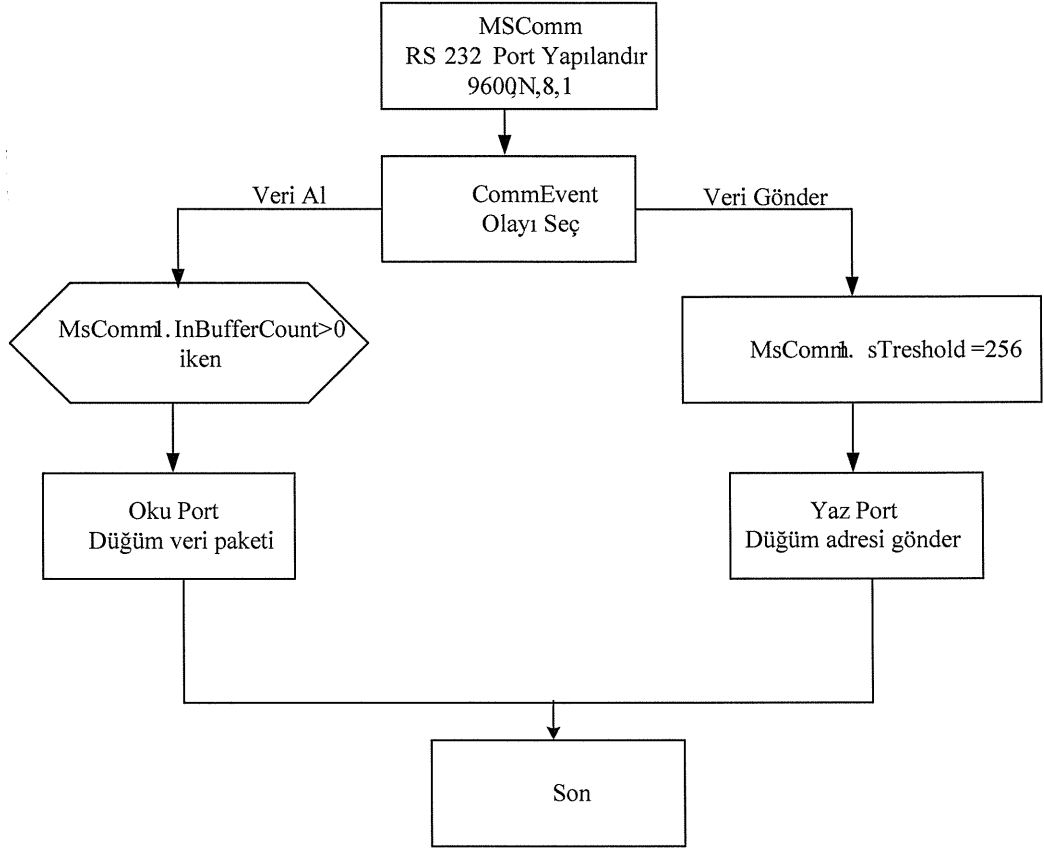 MSComm
RS 232 Port Yapılandır
9600,N,8,1
CommEvent
Olayı Seç
Veri Al
Veri Gönder
MsComm1.InBufferCount>0
iken
MsComm1. sTreshold =256
Oku Port
Düğüm veri paketi
Yaz Port
Düğüm adresi gönder
Son